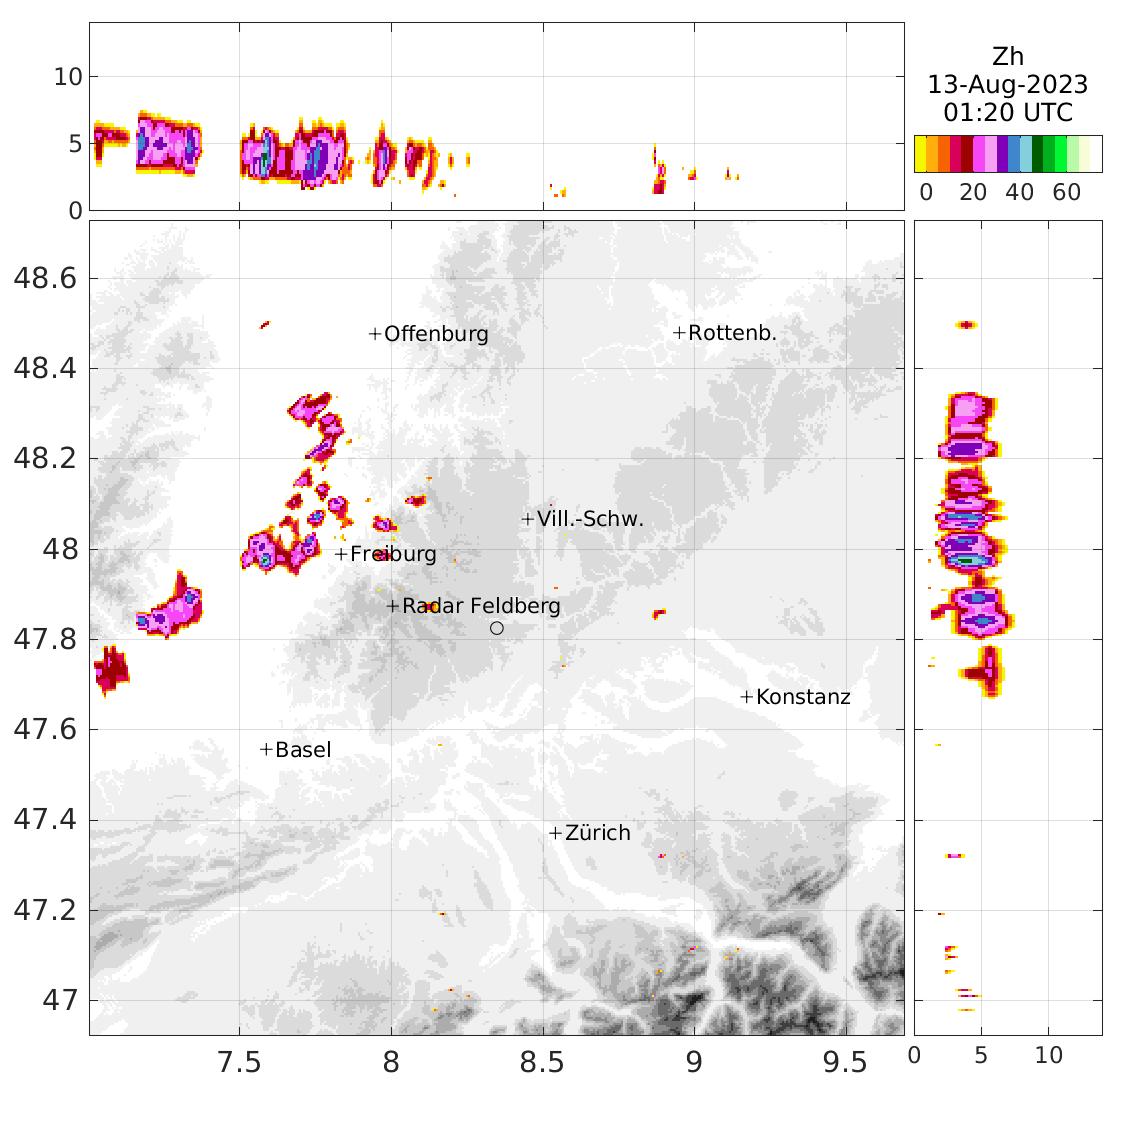 Zh
13-Aug-2023
01:20 UTC
0 20 40 60
10
5
0
48.6
48.4
48.2
48
47.8
47.6
47.4
47.2
47
+Offenburg
+Rottenb.
+Vill.-Schw.
+Freiburg
+Radar Feldberg
+Konstanz
+Basel
+Zürich
7.5 8 8.5 9 9.5
0 5 10